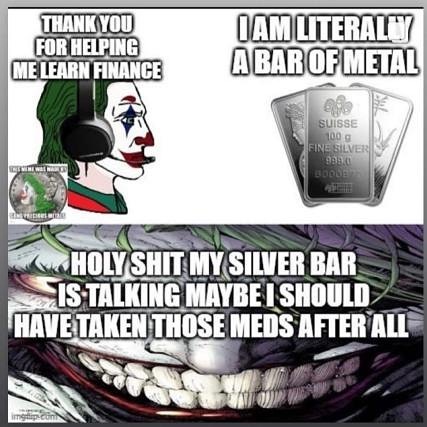 THANK YOU
FOR HELPING
ME LEARN FINANCE
I AM LITERALLY
A BAR OF METAL
SUISSE
100 g
FINE SILVER
999.0
THIS MEME WAS MADE BY
GANG
HOLY SHIT MY SILVER BAR
IS TALKING MAYBE I SHOULD
HAVE TAKEN THOSE MEDS AFTER ALL
imgflip.com